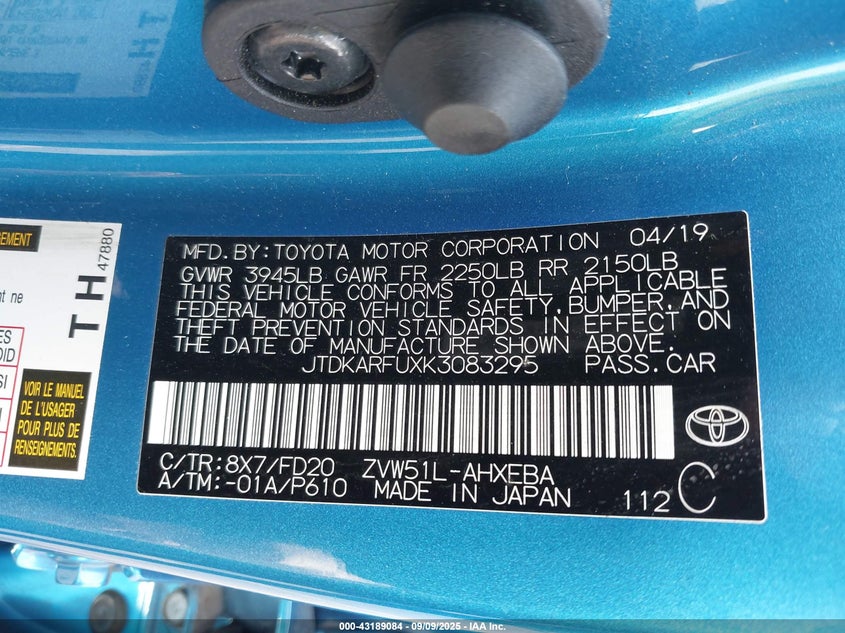 MFD.BY:TOYOTA MOTOR CORPORATION 04/19
GVWR 3945LB GAWR FR 2250LB RR 2150LB
THIS VEHICLE CONFORMS TO ALL APPLICABLE
FEDERAL MOTOR VEHICLE SAFETY,BUMPER,AND
THEFT PREVENTION STANDARDS IN EFFECT ON
THE DATE OF MANUFACTURE SHOWN ABOVE.
JTDKARFUXK3083295 PASS.CAR
C/TR:8X7/FD20 ZVW51L-AHXEBA
A/TM:-01A/P610 MADE IN JAPAN 112 C
TH
47880
VOIR LE MANUEL
DE L'USAGER
POUR PLUS DE
RENSEIGNEMENTS.
000-43189084 - 09/09/2025 - www.iaai.com